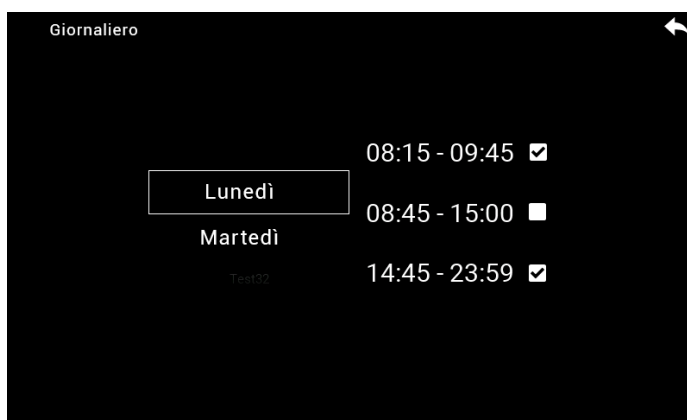 Giornaliero
08:15 - 09:45
Lunedì
08:45 - 15:00
Martedì
14:45 - 23:59
Test32